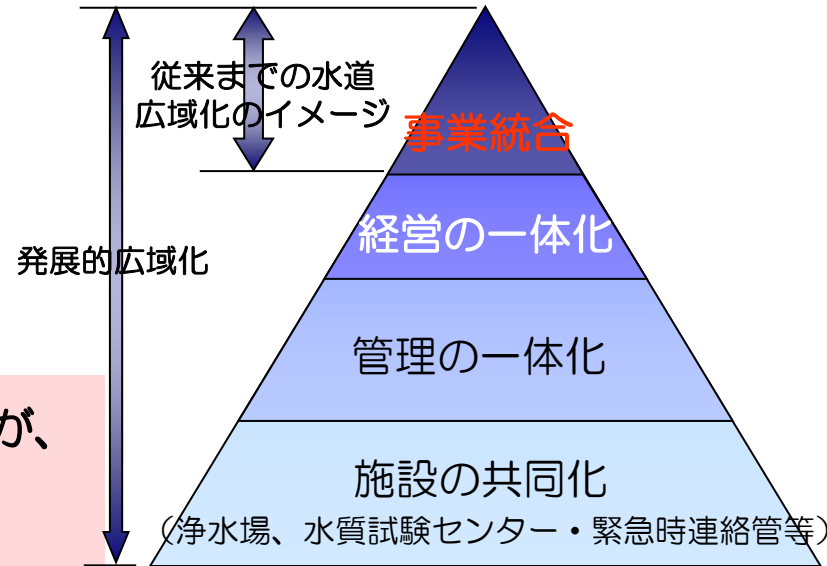 従来までの水道
広域化のイメージ
事業統合
経営の一体化
発展的広域化
管理の一体化
が、
施設の共同化
（浄水場、水質試験センター・緊急時連絡管等）